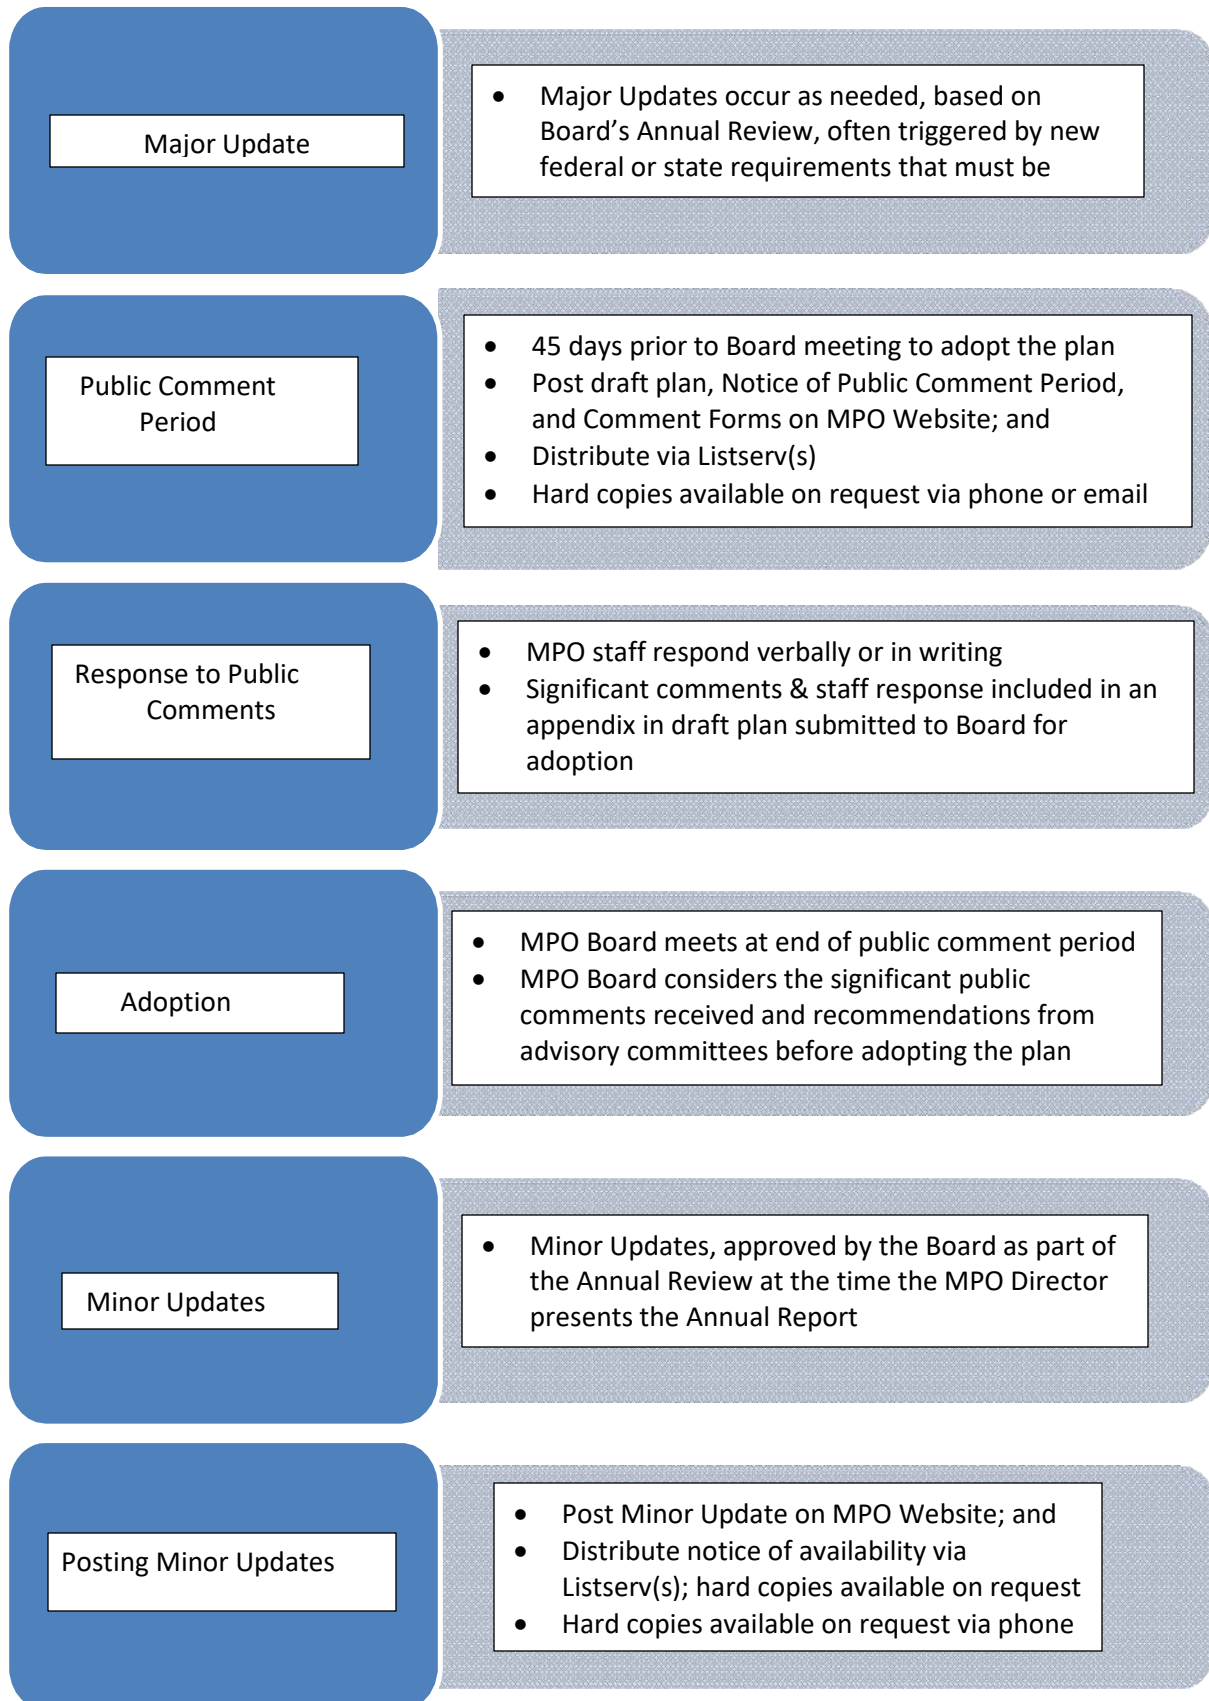 Major Update
• Major Updates occur as needed, based on
Board’s Annual Review, often triggered by new
federal or state requirements that must be
Public Comment
Period
• 45 days prior to Board meeting to adopt the plan
• Post draft plan, Notice of Public Comment Period,
and Comment Forms on MPO Website; and
• Distribute via Listserv(s)
• Hard copies available on request via phone or email
Response to Public
Comments
• MPO staff respond verbally or in writing
• Significant comments & staff response included in an
appendix in draft plan submitted to Board for
adoption
Adoption
• MPO Board meets at end of public comment period
• MPO Board considers the significant public
comments received and recommendations from
advisory committees before adopting the plan
Minor Updates
• Minor Updates, approved by the Board as part of
the Annual Review at the time the MPO Director
presents the Annual Report
Posting Minor Updates
• Post Minor Update on MPO Website; and
• Distribute notice of availability via
Listserv(s); hard copies available on request
• Hard copies available on request via phone